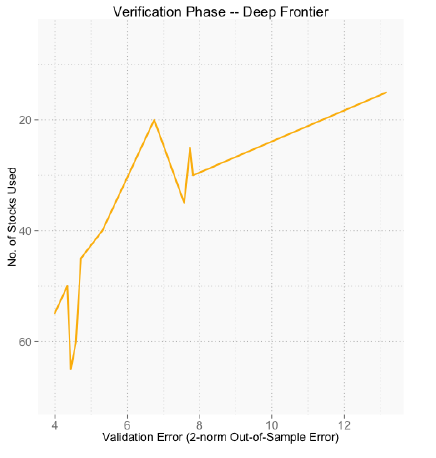 Verification Phase -- Deep Frontier
No. of Stocks Used
20
40
60
4 6 8 10 12
Validation Error (2-norm Out-of-Sample Error)